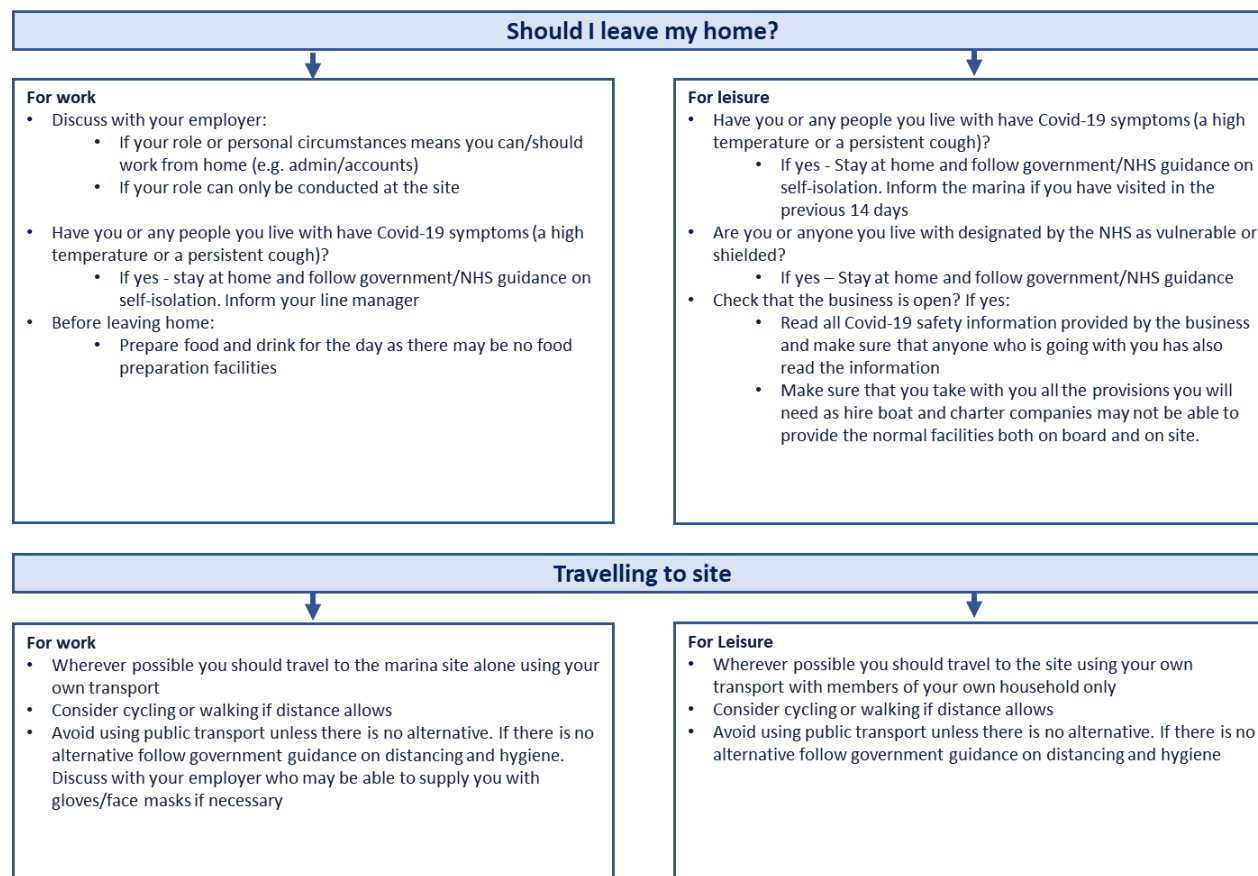 Should I leave my home?
For work
• Discuss with your employer:
• If your role or personal circumstances means you can/should
work from home (e.g. admin/accounts)
• If your role can only be conducted at the site
• Have you or any people you live with have Covid-19 symptoms (a high
temperature or a persistent cough)?
• If yes - stay at home and follow government/NHS guidance on
self-isolation. Inform your line manager
• Before leaving home:
• Prepare food and drink for the day as there may be no food
preparation facilities
For leisure
• Have you or any people you live with have Covid-19 symptoms (a high
temperature or a persistent cough)?
• If yes - Stay at home and follow government/NHS guidance on
self-isolation. Inform the marina if you have visited in the
previous 14 days
• Are you or anyone you live with designated by the NHS as vulnerable or
shielded?
• If yes – Stay at home and follow government/NHS guidance
• Check that the business is open? If yes:
• Read all Covid-19 safety information provided by the business
and make sure that anyone who is going with you has also
read the information
• Make sure that you take with you all the provisions you will
need as hire boat and charter companies may not be able to
provide the normal facilities both on board and on site.
Travelling to site
For work
• Wherever possible you should travel to the marina site alone using your
own transport
• Consider cycling or walking if distance allows
• Avoid using public transport unless there is no alternative. If there is no
alternative follow government guidance on distancing and hygiene.
Discuss with your employer who may be able to supply you with
gloves/face masks if necessary
For Leisure
• Wherever possible you should travel to the site using your own
transport with members of your own household only
• Consider cycling or walking if distance allows
• Avoid using public transport unless there is no alternative. If there is no
alternative follow government guidance on distancing and hygiene